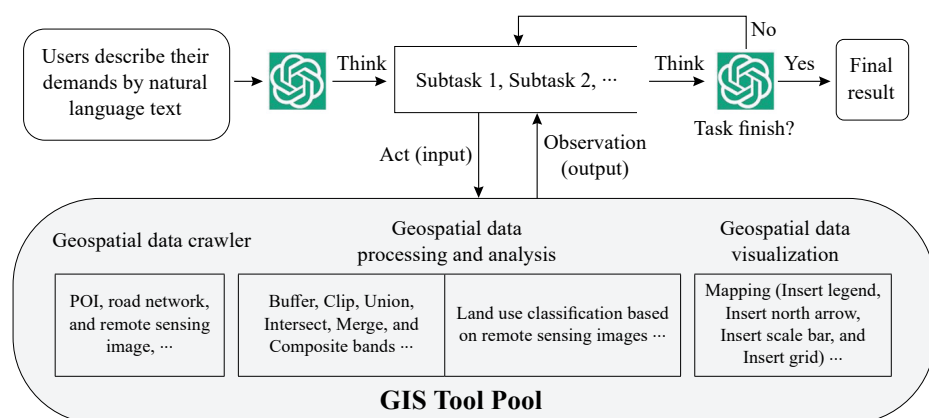 Users describe their
demands by natural
language text
Think
Subtask 1, Subtask 2, ···
Think
No
Yes
Task finish?
Final
result
Act (input)
Observation
(output)
Geospatial data crawler
POI, road network,
and remote sensing
image, ···
Geospatial data
processing and analysis
Buffer, Clip, Union,
Intersect, Merge, and
Composite bands ···
Land use classification based
on remote sensing images ···
Geospatial data
visualization
Mapping (Insert legend,
Insert north arrow,
Insert scale bar, and
Insert grid) ···
GIS Tool Pool